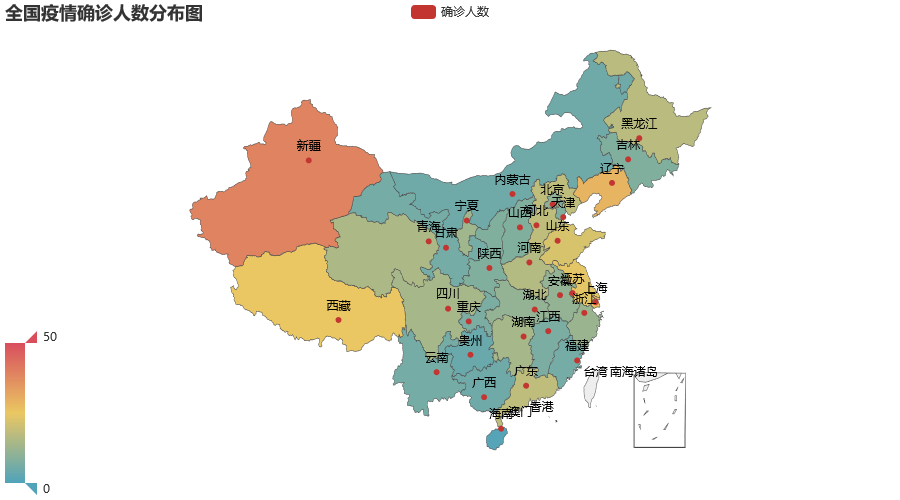 全国疫情确诊人数分布图
确诊人数
黑龙江
吉林
新疆
辽宁
内蒙古
北京
天津
宁夏
山西
河北
青海
甘肃
山东
陕西
河南
安徽
江苏
上海
四川
湖北
浙江
西藏
重庆
湖南
江西
贵州
福建
云南
广东
台湾
南海诸岛
广西
海南
澳门
香港
50
0